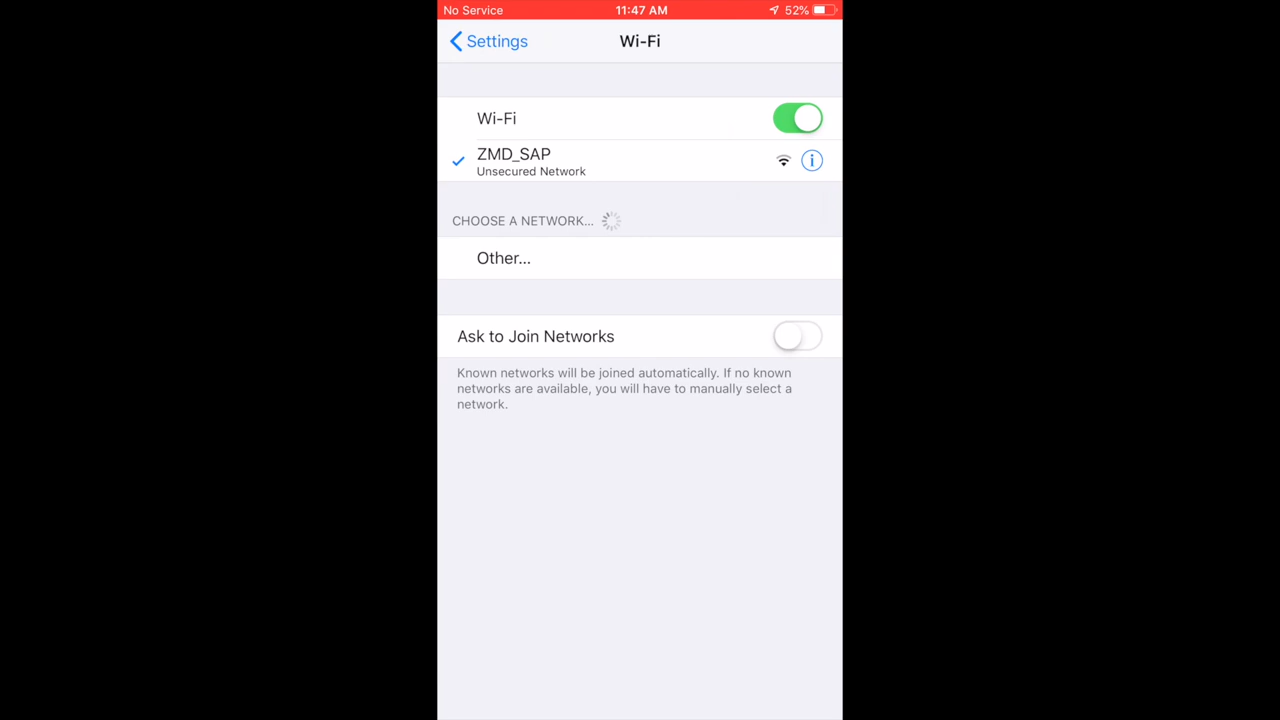 No Service 11:47 AM 52%
Settings Wi-Fi
Wi-Fi
ZMD_SAP
Unsecured Network
CHOOSE A NETWORK...
Other...
Ask to Join Networks
Known networks will be joined automatically. If no known
networks are available, you will have to manually select a
network.